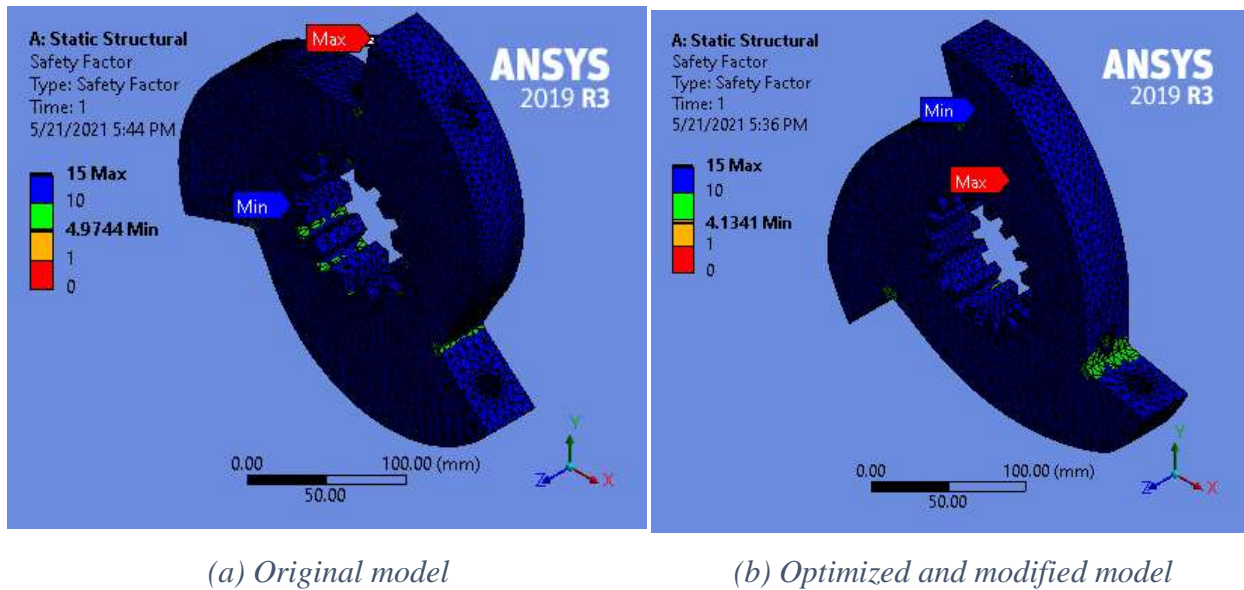 A: Static Structural
Safety Factor
Type: Safety Factor
Time: 1
5/21/2021 5:44 PM
15 Max
10
4.9744 Min
1
0
Max
Min
ANSYS
2019 R3
0.00
100.00 (mm)
50.00
Y
Z
X
A: Static Structural
Safety Factor
Type: Safety Factor
Time: 1
5/21/2021 5:36 PM
15 Max
10
4.1341 Min
1
0
Min
Max
ANSYS
2019 R3
0.00
100.00 (mm)
50.00
Y
Z
X
(a) Original model
(b) Optimized and modified model